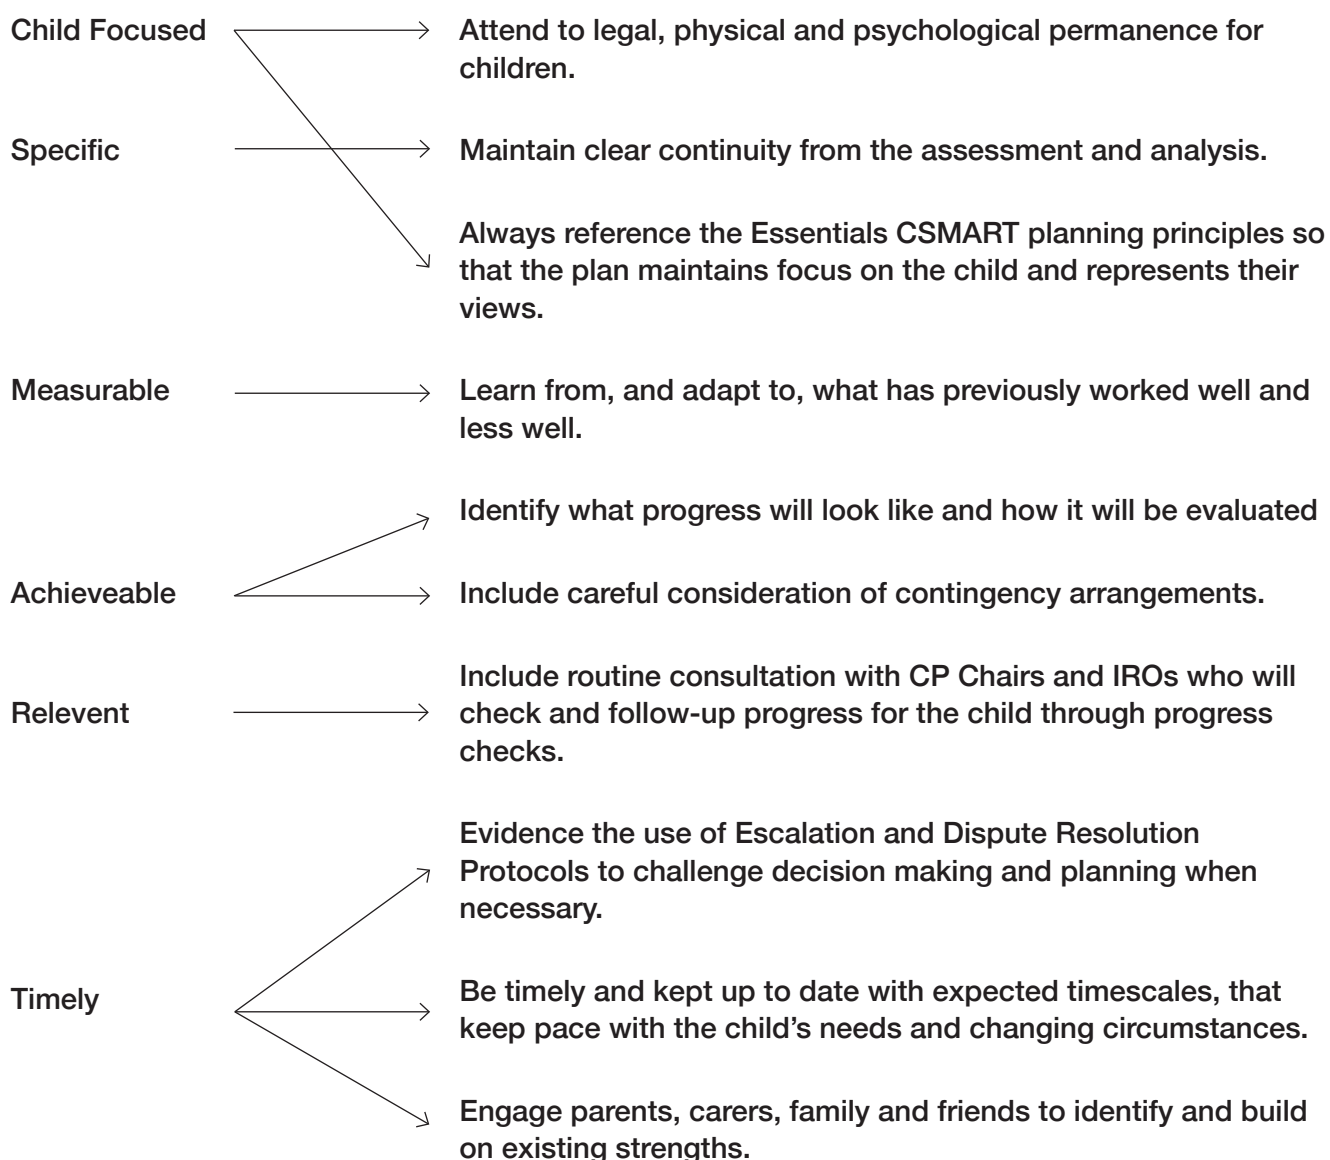 Child Focused
Attend to legal, physical and psychological permanence for
children.
Specific
Maintain clear continuity from the assessment and analysis.
Always reference the Essentials CSMART planning principles so
that the plan maintains focus on the child and represents their
views.
Measurable
Learn from, and adapt to, what has previously worked well and
less well.
Identify what progress will look like and how it will be evaluated
Achieveable
Include careful consideration of contingency arrangements.
Relevent
Include routine consultation with CP Chairs and IROs who will
check and follow-up progress for the child through progress
checks.
Evidence the use of Escalation and Dispute Resolution
Protocols to challenge decision making and planning when
necessary.
Timely
Be timely and kept up to date with expected timescales, that
keep pace with the child’s needs and changing circumstances.
Engage parents, carers, family and friends to identify and build
on existing strengths.